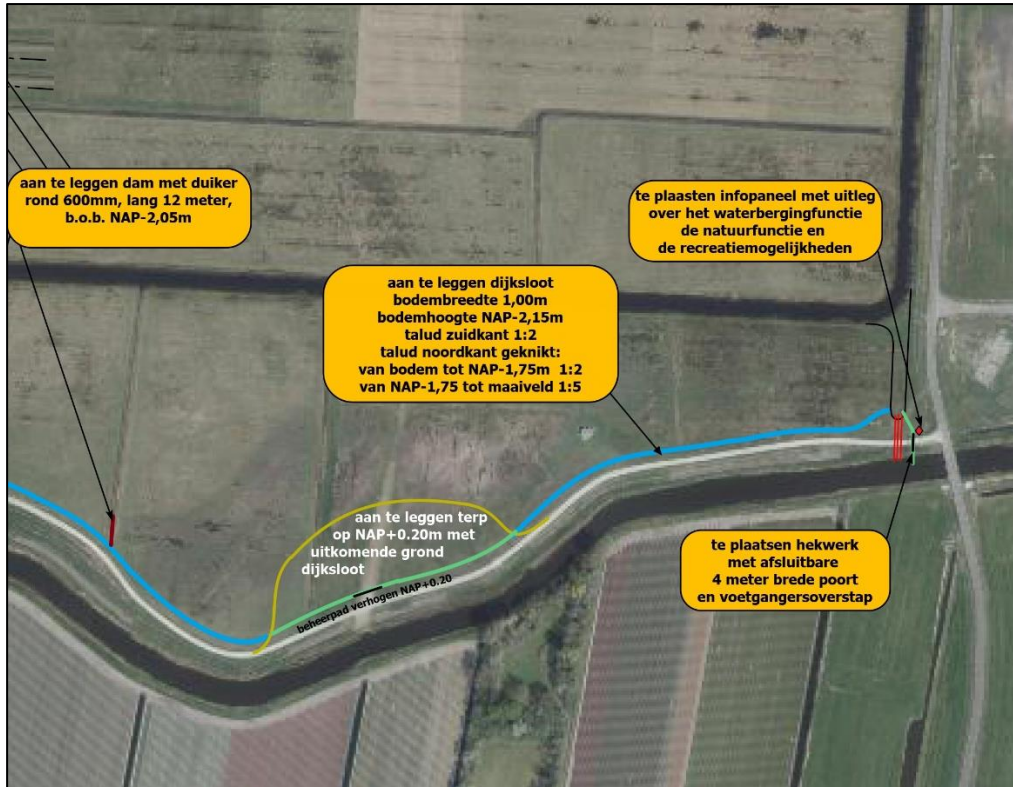 aan te leggen dam met duiker
rond 600mm, lang 12 meter,
b.o.b. NAP-2,05m
te plaasten infopaneel met uitleg
over het waterbergingfunctie
de natuurfunctie en
de recreatiemogelijkheden
aan te leggen dijksloot
bodembreedte 1,00m
bodemhoogte NAP-2,15m
talud zuidkant 1:2
talud noordkant geknikt:
van bodem tot NAP-1,75m 1:2
van NAP-1,75 tot maaiveld 1:5
aan te leggen terp
op NAP+0.20m met
uitkomende grond
dijksloot
beheerpad verhogen NAP+0.20
te plaatsen hekwerk
met afsluitbare
4 meter brede poort
en voetgangersoverstap